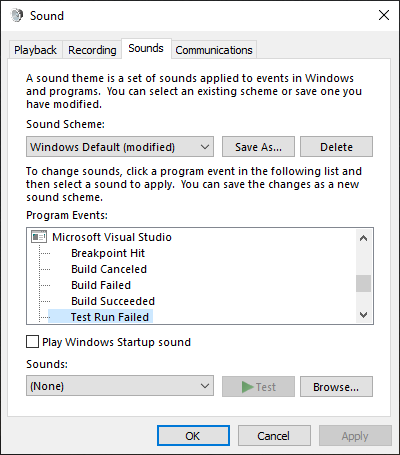 Sound
Playback Recording Sounds Communications
A sound theme is a set of sounds applied to events in Windows
and programs. You can select an existing scheme or save one you
have modified.
Sound Scheme:
Windows Default (modified) Save As... Delete
To change sounds, click a program event in the following list and
then select a sound to apply. You can save the changes as a new
sound scheme.
Program Events:
Microsoft Visual Studio
Breakpoint Hit
Build Canceled
Build Failed
Build Succeeded
Test Run Failed
Play Windows Startup sound
Sounds:
(None) Test Browse...
OK Cancel Apply